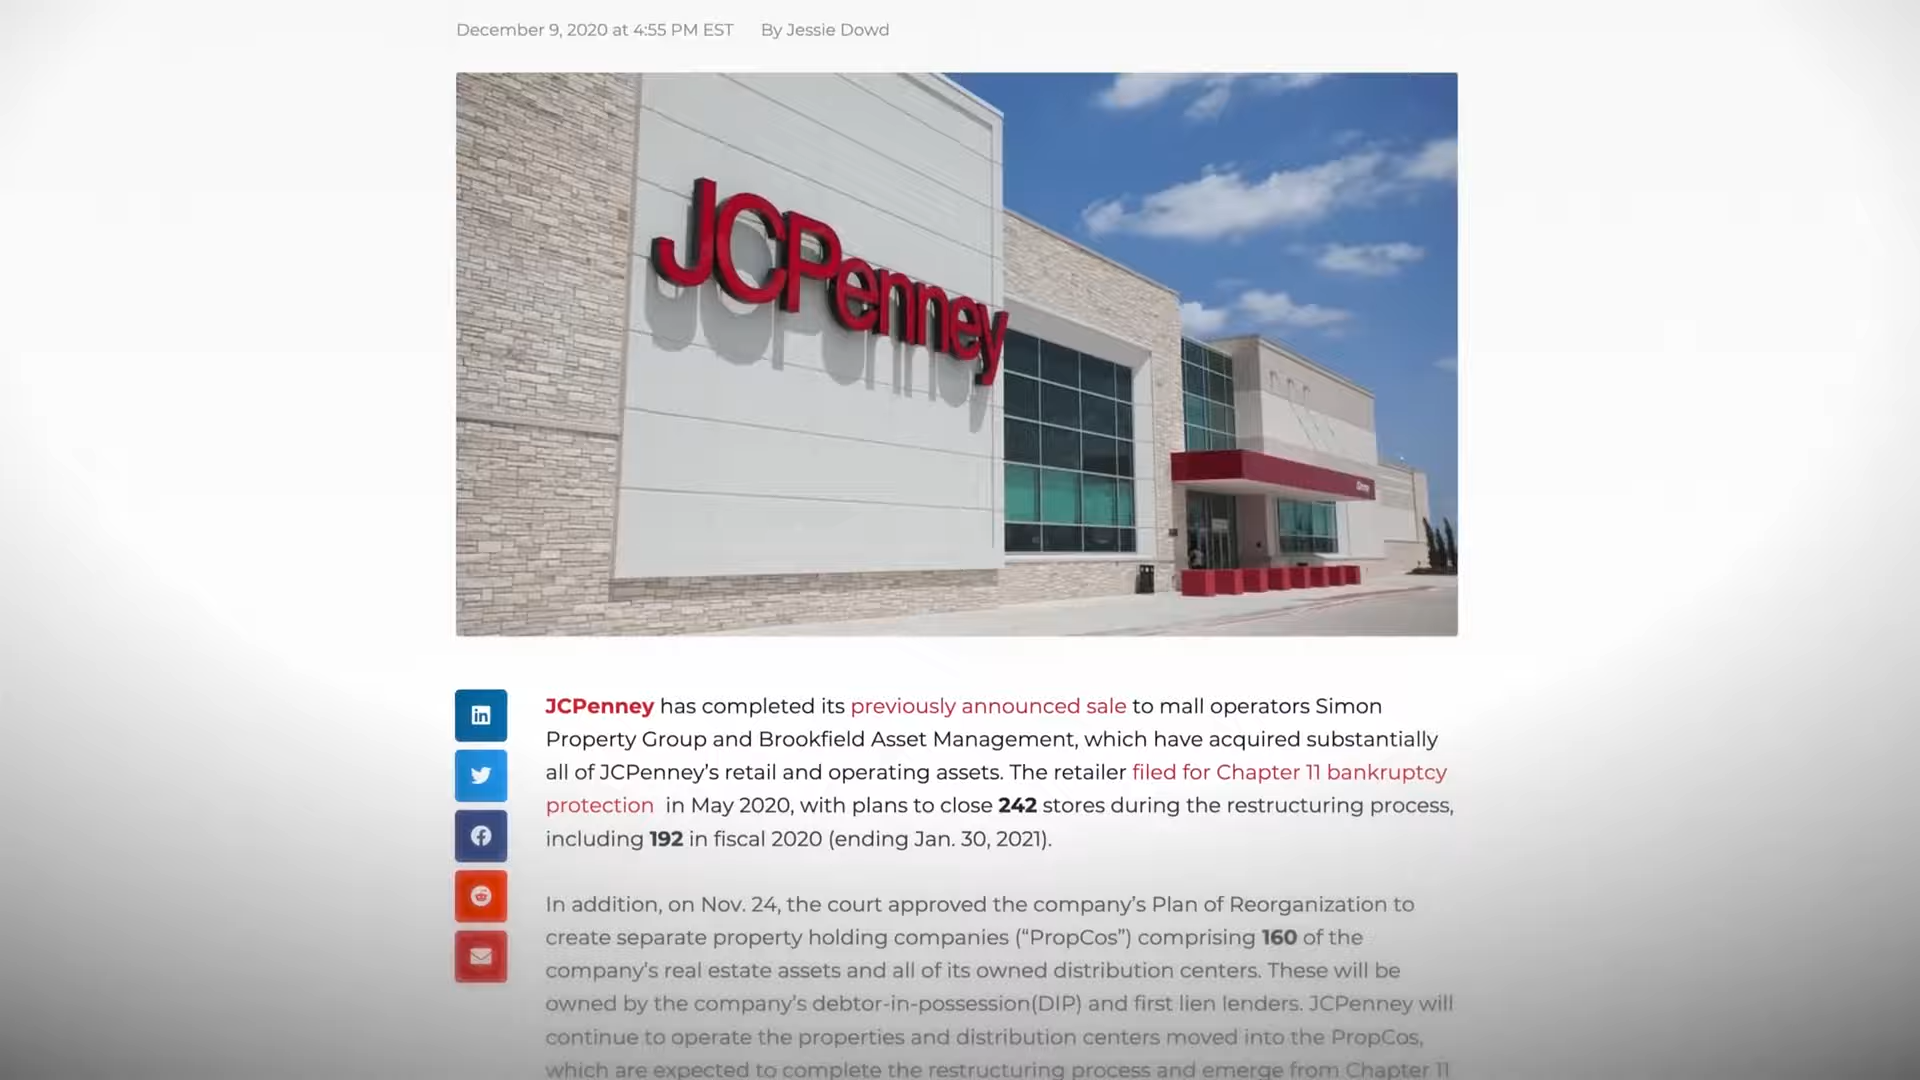 December 9, 2020 at 4:55 PM EST By Jessie Dowd
JCPenney
JCPenney has completed its previously announced sale to mall operators Simon
Property Group and Brookfield Asset Management, which have acquired substantially
all of JCPenney’s retail and operating assets. The retailer filed for Chapter 11 bankruptcy
protection in May 2020, with plans to close 242 stores during the restructuring process,
including 192 in fiscal 2020 (ending Jan. 30, 2021).
In addition, on Nov. 24, the court approved the company’s Plan of Reorganization to
create separate property holding companies (“PropCos”) comprising 160 of the
company’s real estate assets and all of its owned distribution centers. These will be
owned by the company’s debtor-in-possession(DIP) and first lien lenders. JCPenney will
continue to operate the properties and distribution centers moved into the PropCos,
which are expected to complete the restructuring process and emerge from Chapter 11